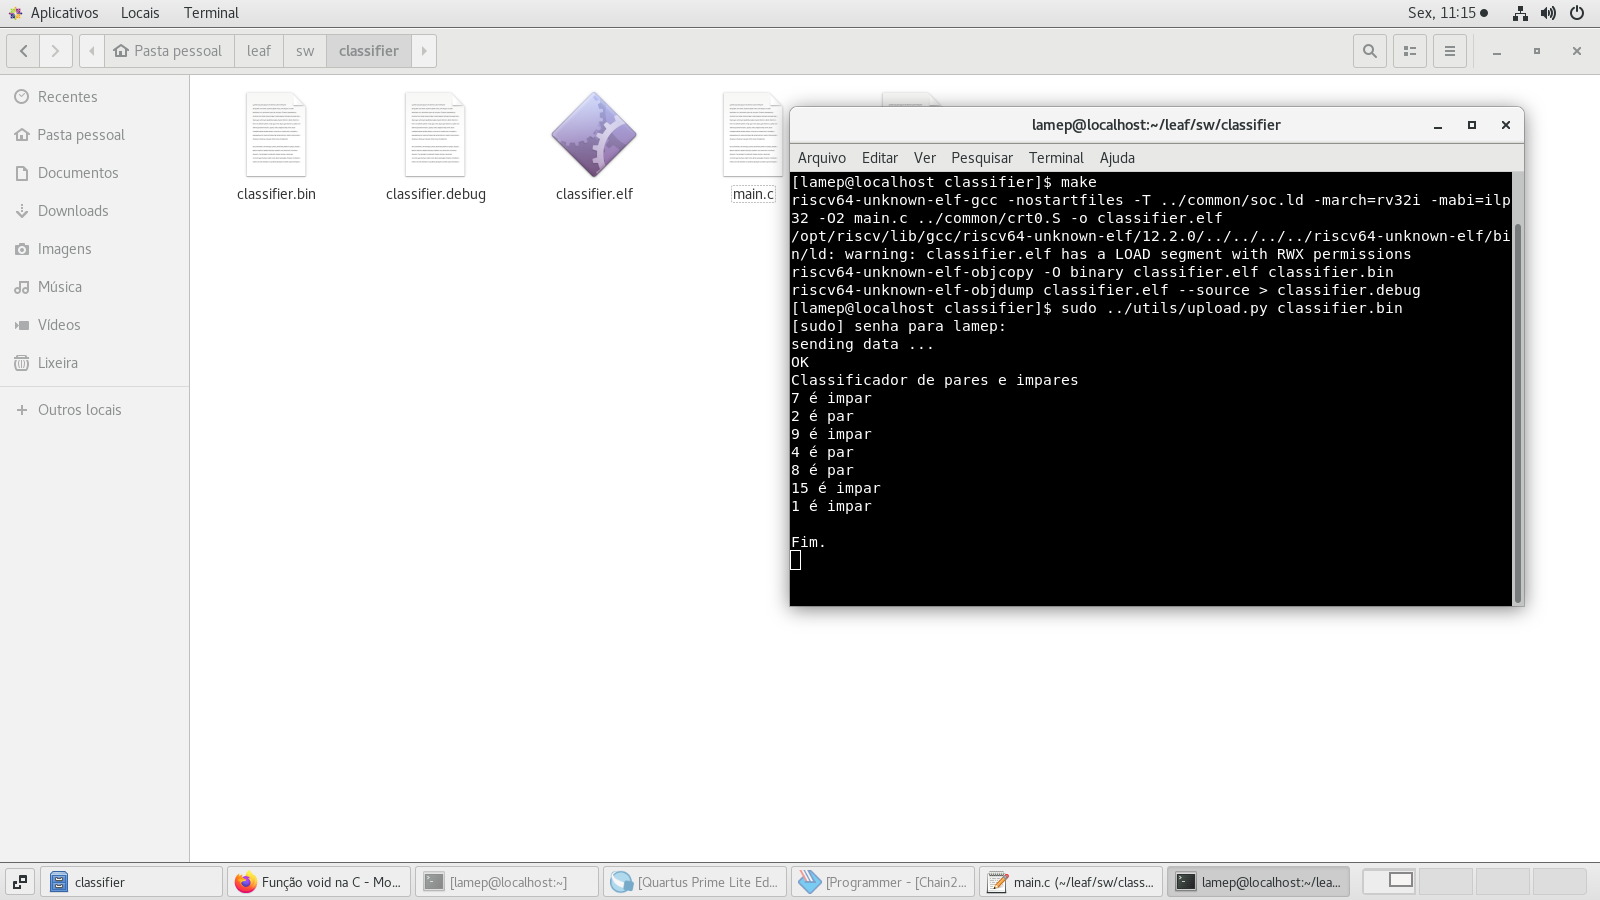 Aplicativos Locais Terminal Sex, 11:15
Pasta pessoal leaf sw classifier
Recentes
Pasta pessoal
Documentos
Downloads
Imagens
Música
Vídeos
Lixeira
Outros locais
classifier.bin classifier.debug classifier.elf main.c
lamep@localhost:~/leaf/sw/classifier
Arquivo Editar Ver Pesquisar Terminal Ajuda
[lamep@localhost classifier]$ make
riscv64-unknown-elf-gcc -nostartfiles -T ../common/soc.ld -march=rv32i -mabi=ilp
32 -O2 main.c ../common/crt0.S -o classifier.elf
/opt/riscv/lib/gcc/riscv64-unknown-elf/12.2.0/../../../../riscv64-unknown-elf/bi
n/ld: warning: classifier.elf has a LOAD segment with RWX permissions
riscv64-unknown-elf-objcopy -O binary classifier.elf classifier.bin
riscv64-unknown-elf-objdump classifier.elf --source > classifier.debug
[lamep@localhost classifier]$ sudo ../utils/upload.py classifier.bin
[sudo] senha para lamep:
sending data ...
OK
Classificador de pares e impares
7 é impar
2 é par
9 é impar
4 é par
8 é par
15 é impar
1 é impar
Fim.
classifier Função void na C - Mo... [lamep@localhost:~] [Quartus Prime Lite Ed... [Programmer - [Chain2... main.c (~/leaf/sw/class... lamep@localhost:~/lea...